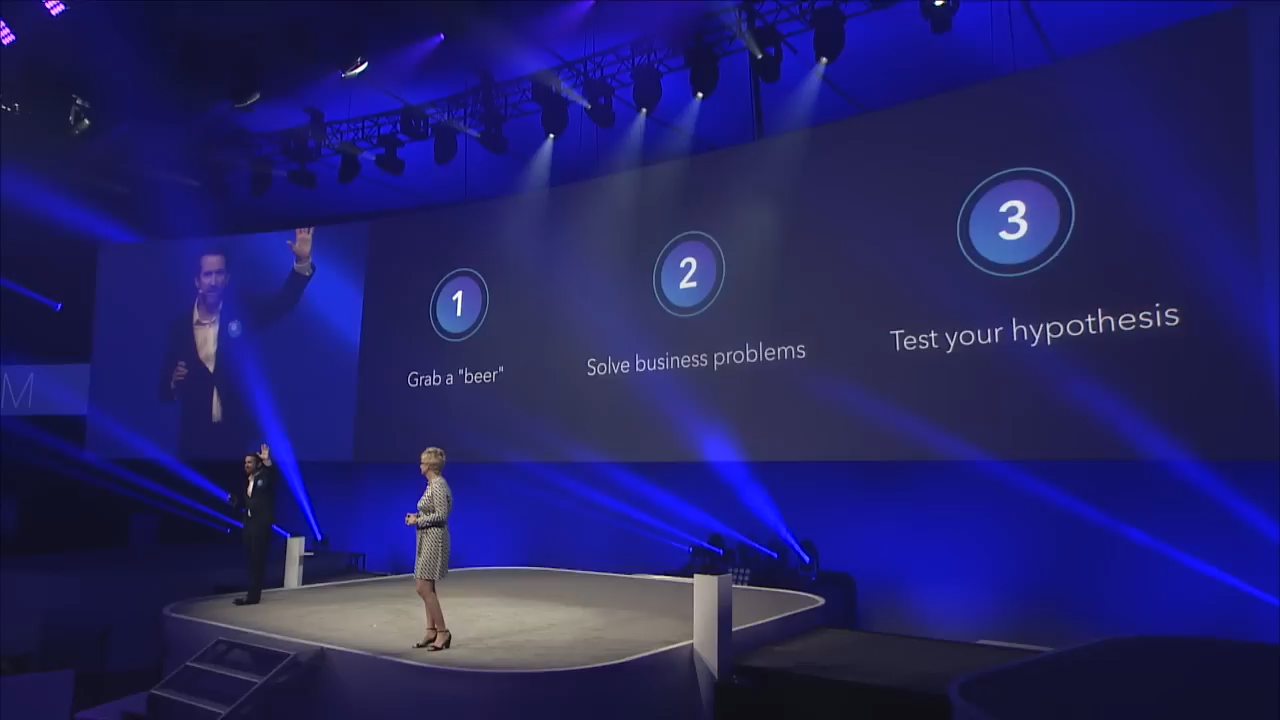 M
1
Grab a "beer"
2
Solve business problems
3
Test your hypothesis